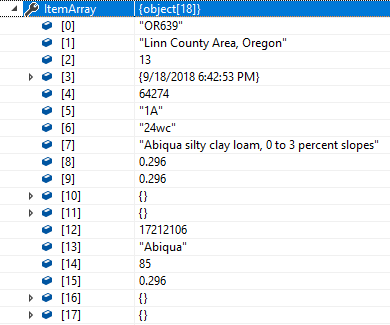 ItemArray {object[18]}
[0] "OR639"
[1] "Linn County Area, Oregon"
[2] 13
[3] {9/18/2018 6:42:53 PM}
[4] 64274
[5] "1A"
[6] "24wc"
[7] "Abiqua silty clay loam, 0 to 3 percent slopes"
[8] 0.296
[9] 0.296
[10] {}
[11] {}
[12] 17212106
[13] "Abiqua"
[14] 85
[15] 0.296
[16] {}
[17] {}